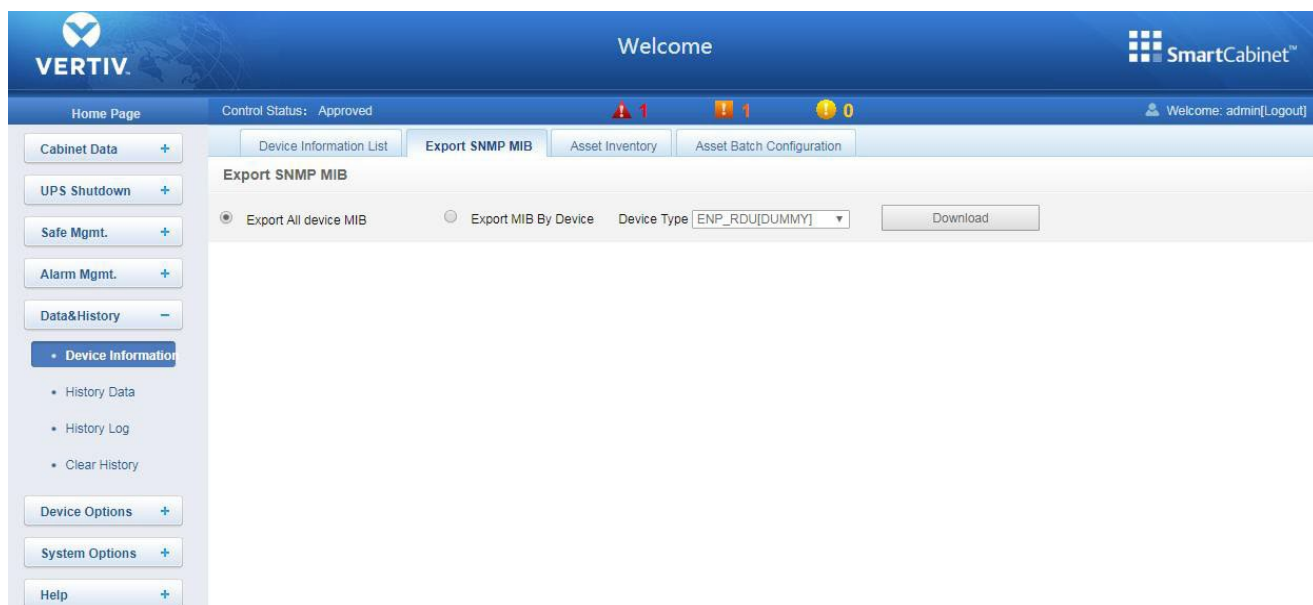 VERTIV.
Welcome
SmartCabinet™
Home Page
Control Status: Approved
1
1
0
Welcome: admin[Logout]
Cabinet Data +
UPS Shutdown +
Safe Mgmt. +
Alarm Mgmt. +
Data&History −
• Device Information
• History Data
• History Log
• Clear History
Device Options +
System Options +
Help +
Device Information List
Export SNMP MIB
Asset Inventory
Asset Batch Configuration
Export SNMP MIB
Export All device MIB
Export MIB By Device
Device Type ENP_RDU[DUMMY]
Download